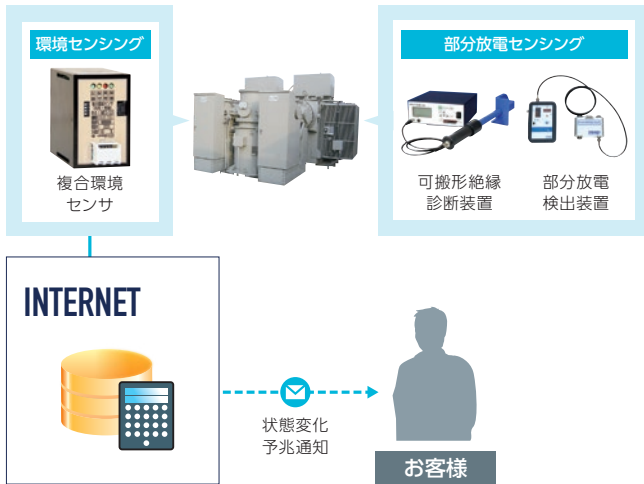 環境センシング
複合環境
センサ
部分放電センシング
可搬形絶縁
診断装置
部分放電
検出装置
INTERNET
状態変化
予兆通知
お客様